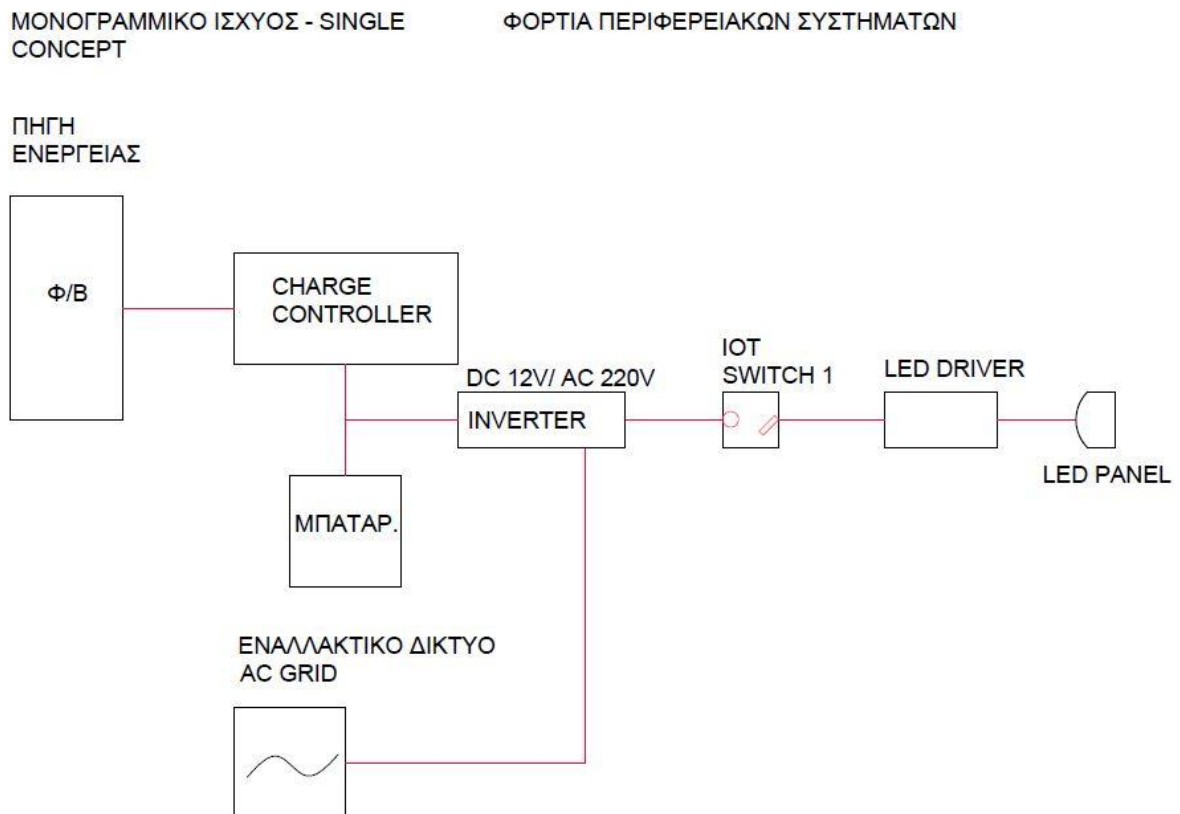 ΜΟΝΟΓΡΑΜΜΙΚΟ ΙΣΧΥΟΣ - SINGLE
CONCEPT
ΦΟΡΤΙΑ ΠΕΡΙΦΕΡΕΙΑΚΩΝ ΣΥΣΤΗΜΑΤΩΝ
ΠΗΓΗ
ΕΝΕΡΓΕΙΑΣ
Φ/Β
CHARGE
CONTROLLER
DC 12V/ AC 220V
INVERTER
IOT
SWITCH 1
LED DRIVER
LED PANEL
ΜΠΑΤΑΡ.
ΕΝΑΛΛΑΚΤΙΚΟ ΔΙΚΤΥΟ
AC GRID